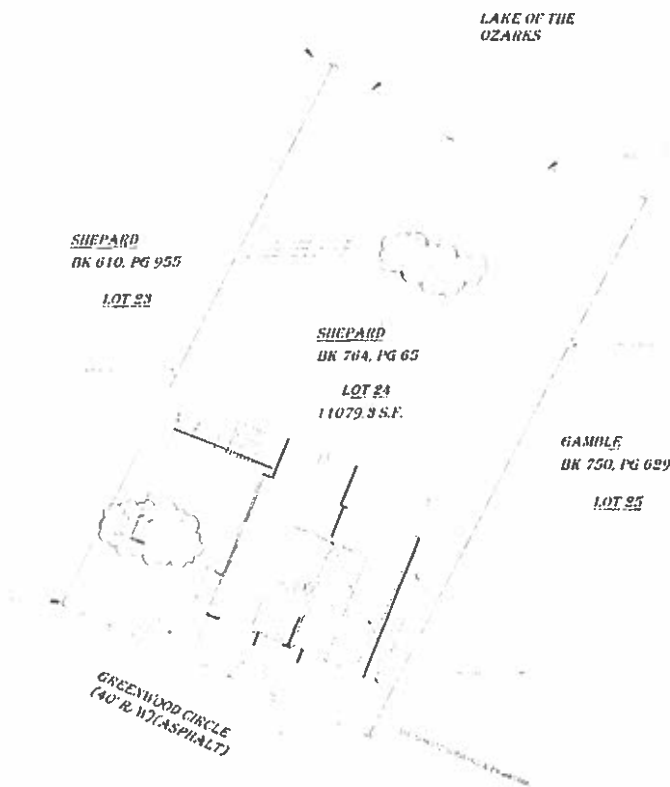 LAKE OF THE
OZARKS
SHEPARD
BK 610, PG 955
LOT 23
SHEPARD
BK 764, PG 65
LOT 24
11079.3 S.F.
GAMBLE
BK 750, PG 629
LOT 25
GREENWOOD CIRCLE
(40' R/W)(ASPHALT)